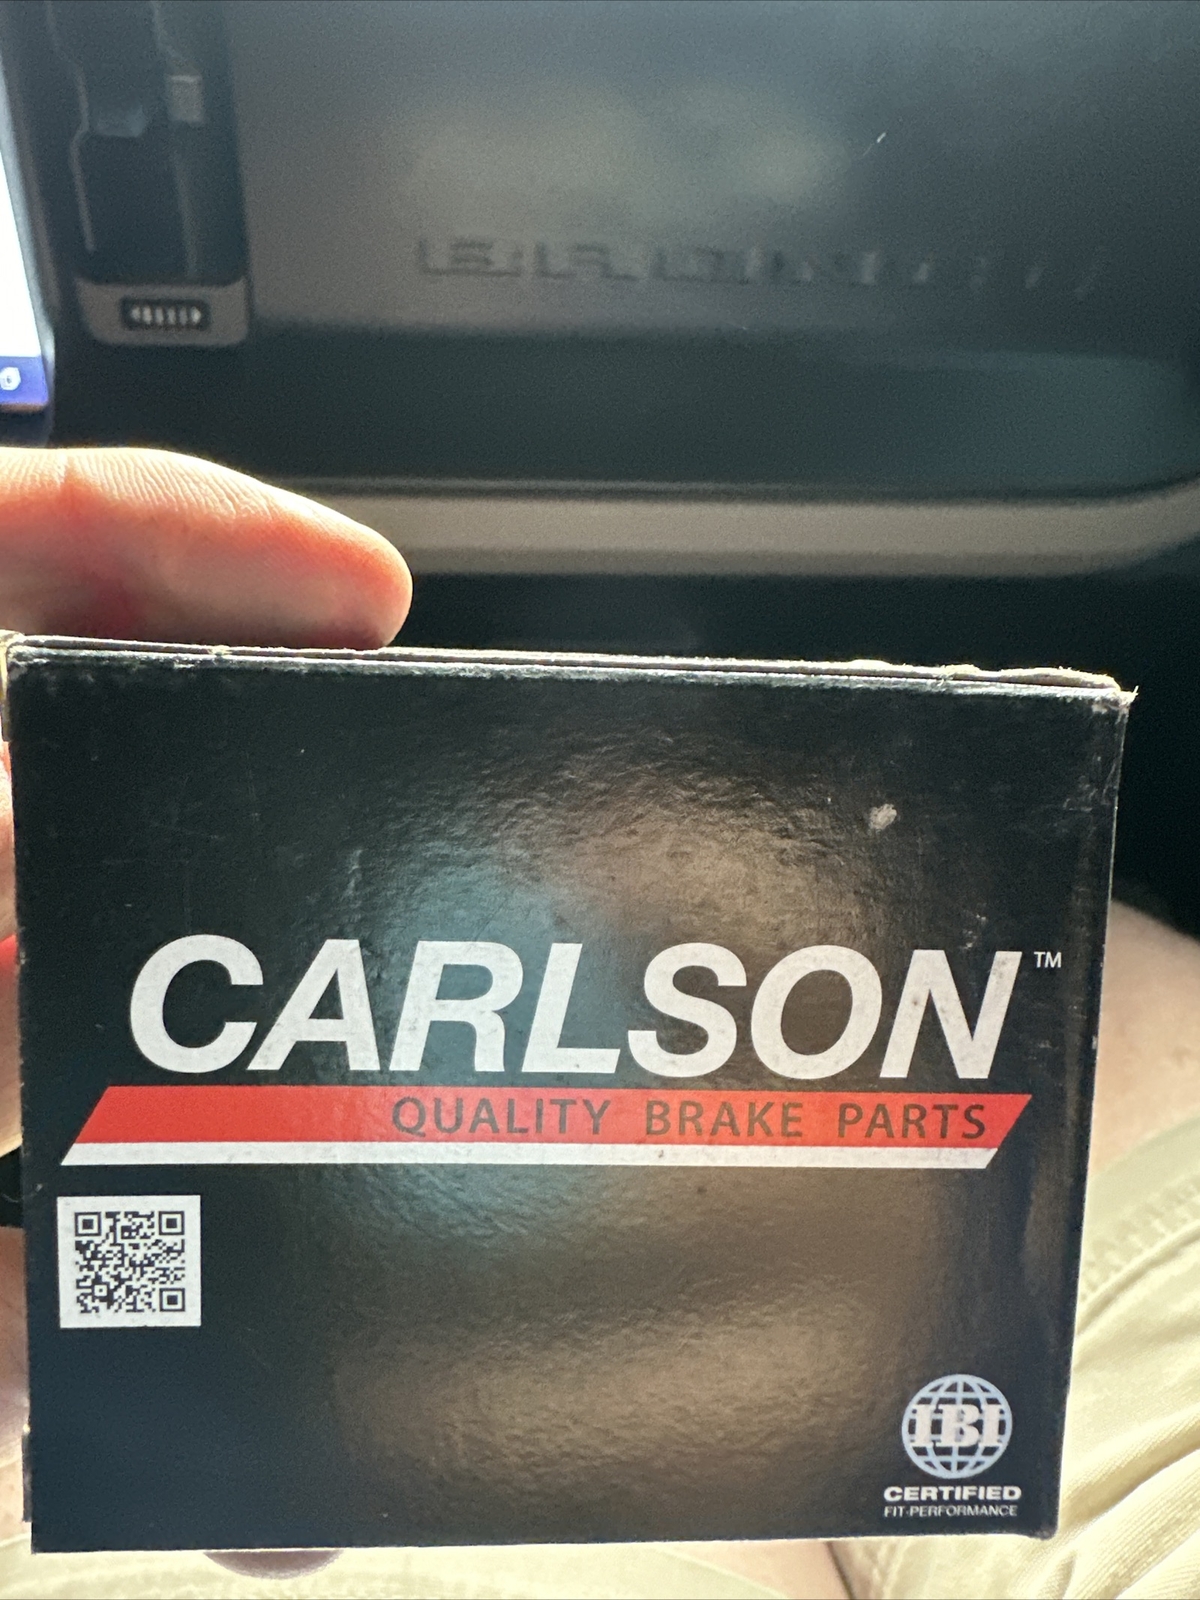 CARLSON™
QUALITY BRAKE PARTS
IBI
CERTIFIED
FIT-PERFORMANCE